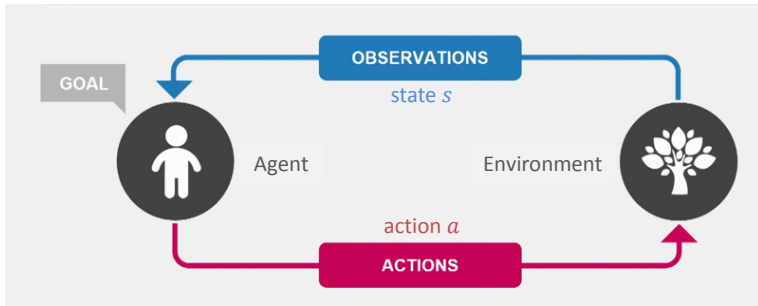 OBSERVATIONS
state s
GOAL
Agent
Environment
action a
ACTIONS